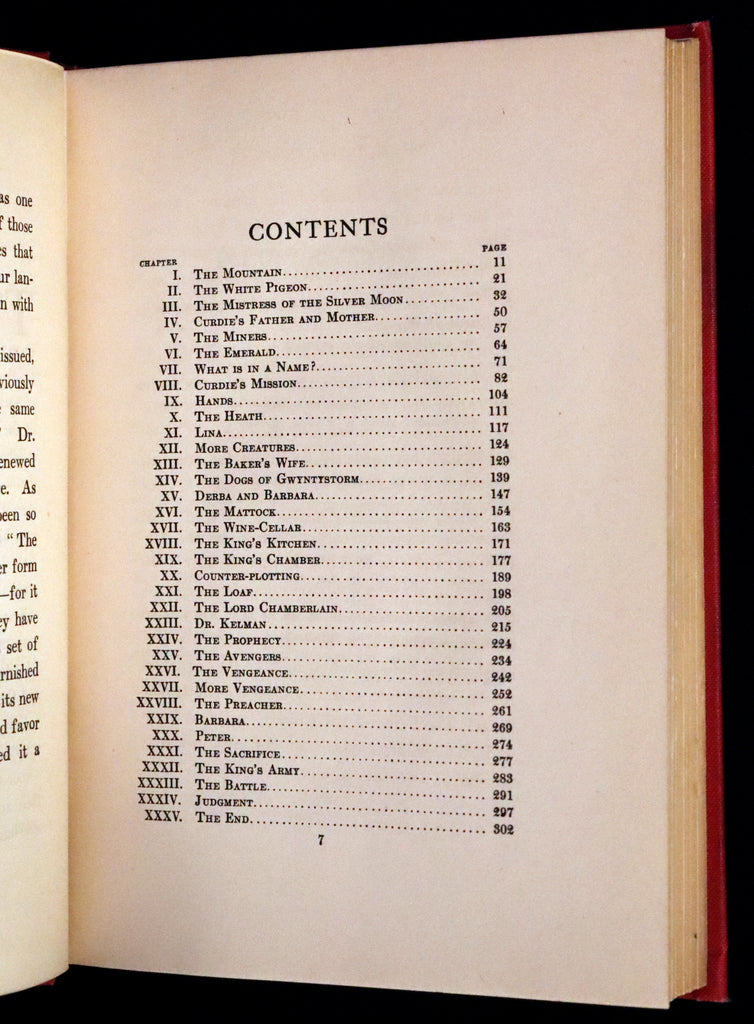 as one
f those
s that
ur lan-
n with
issued,
viously
same
Dr.
enewed
e. As
been so
"The
er form
—for it
ey have
set of
rnished
its new
d favor
ed it a
CONTENTS
CHAPTER PAGE
I. The Mountain 11
II. The White Pigeon 21
III. The Mistress of the Silver Moon 32
IV. Curdie's Father and Mother 50
V. The Miners 57
VI. The Emerald 64
VII. What is in a Name? 71
VIII. Curdie's Mission 82
IX. Hands 104
X. The Heath 111
XI. Lina 117
XII. More Creatures 124
XIII. The Baker's Wife 129
XIV. The Dogs of Gwyntystorm 139
XV. Derba and Barbara 147
XVI. The Mattock 154
XVII. The Wine-Cellar 163
XVIII. The King's Kitchen 171
XIX. The King's Chamber 177
XX. Counter-plotting 189
XXI. The Loaf 198
XXII. The Lord Chamberlain 205
XXIII. Dr. Kelman 215
XXIV. The Prophecy 224
XXV. The Avengers 234
XXVI. The Vengeance 242
XXVII. More Vengeance 252
XXVIII. The Preacher 261
XXIX. Barbara 269
XXX. Peter 274
XXXI. The Sacrifice 277
XXXII. The King's Army 283
XXXIII. The Battle 291
XXXIV. Judgment 297
XXXV. The End 302
7